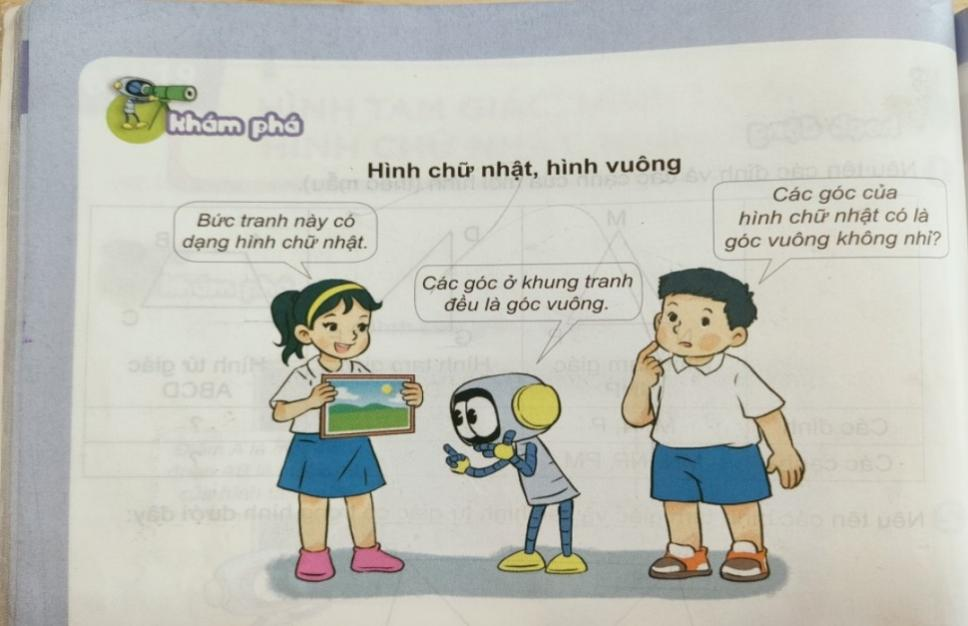 Khám phá
Hình chữ nhật, hình vuông
Bức tranh này có
dạng hình chữ nhật.
Các góc ở khung tranh
đều là góc vuông.
Các góc của
hình chữ nhật có là
góc vuông không nhỉ?